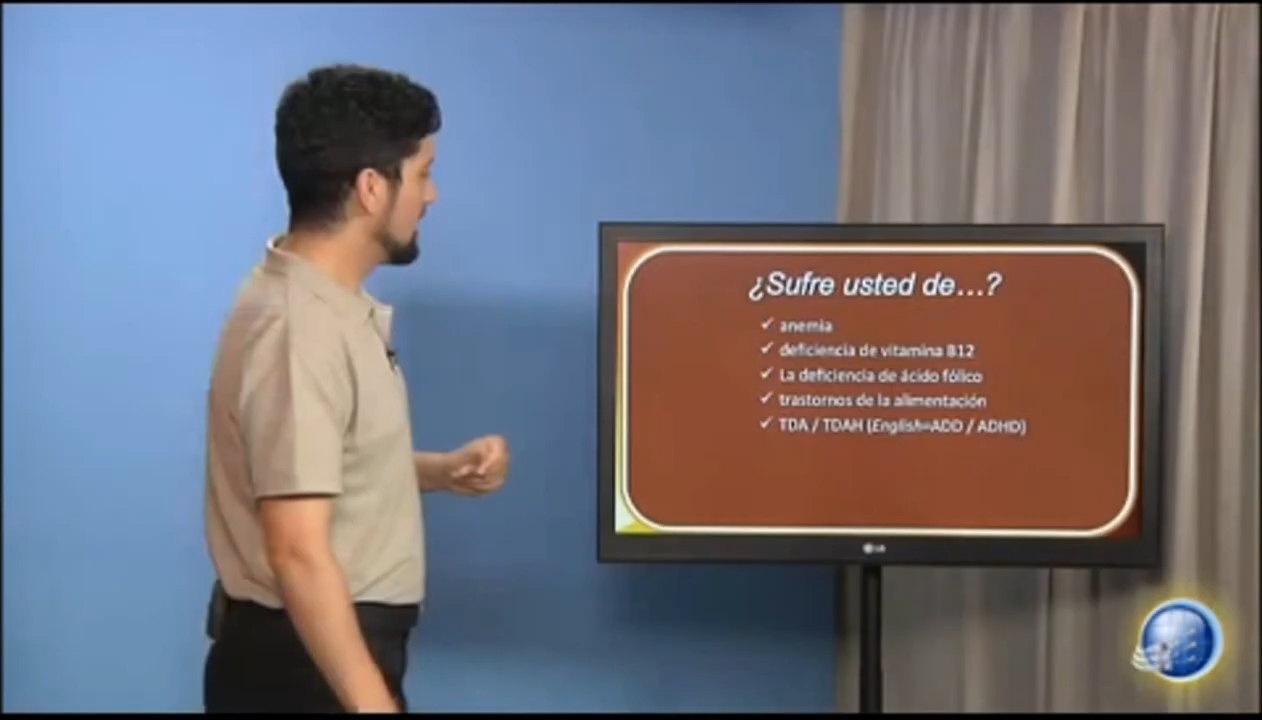 ¿Sufre usted de...?
✓ anemia
✓ deficiencia de vitamina B12
✓ La deficiencia de ácido fólico
✓ trastornos de la alimentación
✓ TDA / TDAH (English=ADD / ADHD)
LG